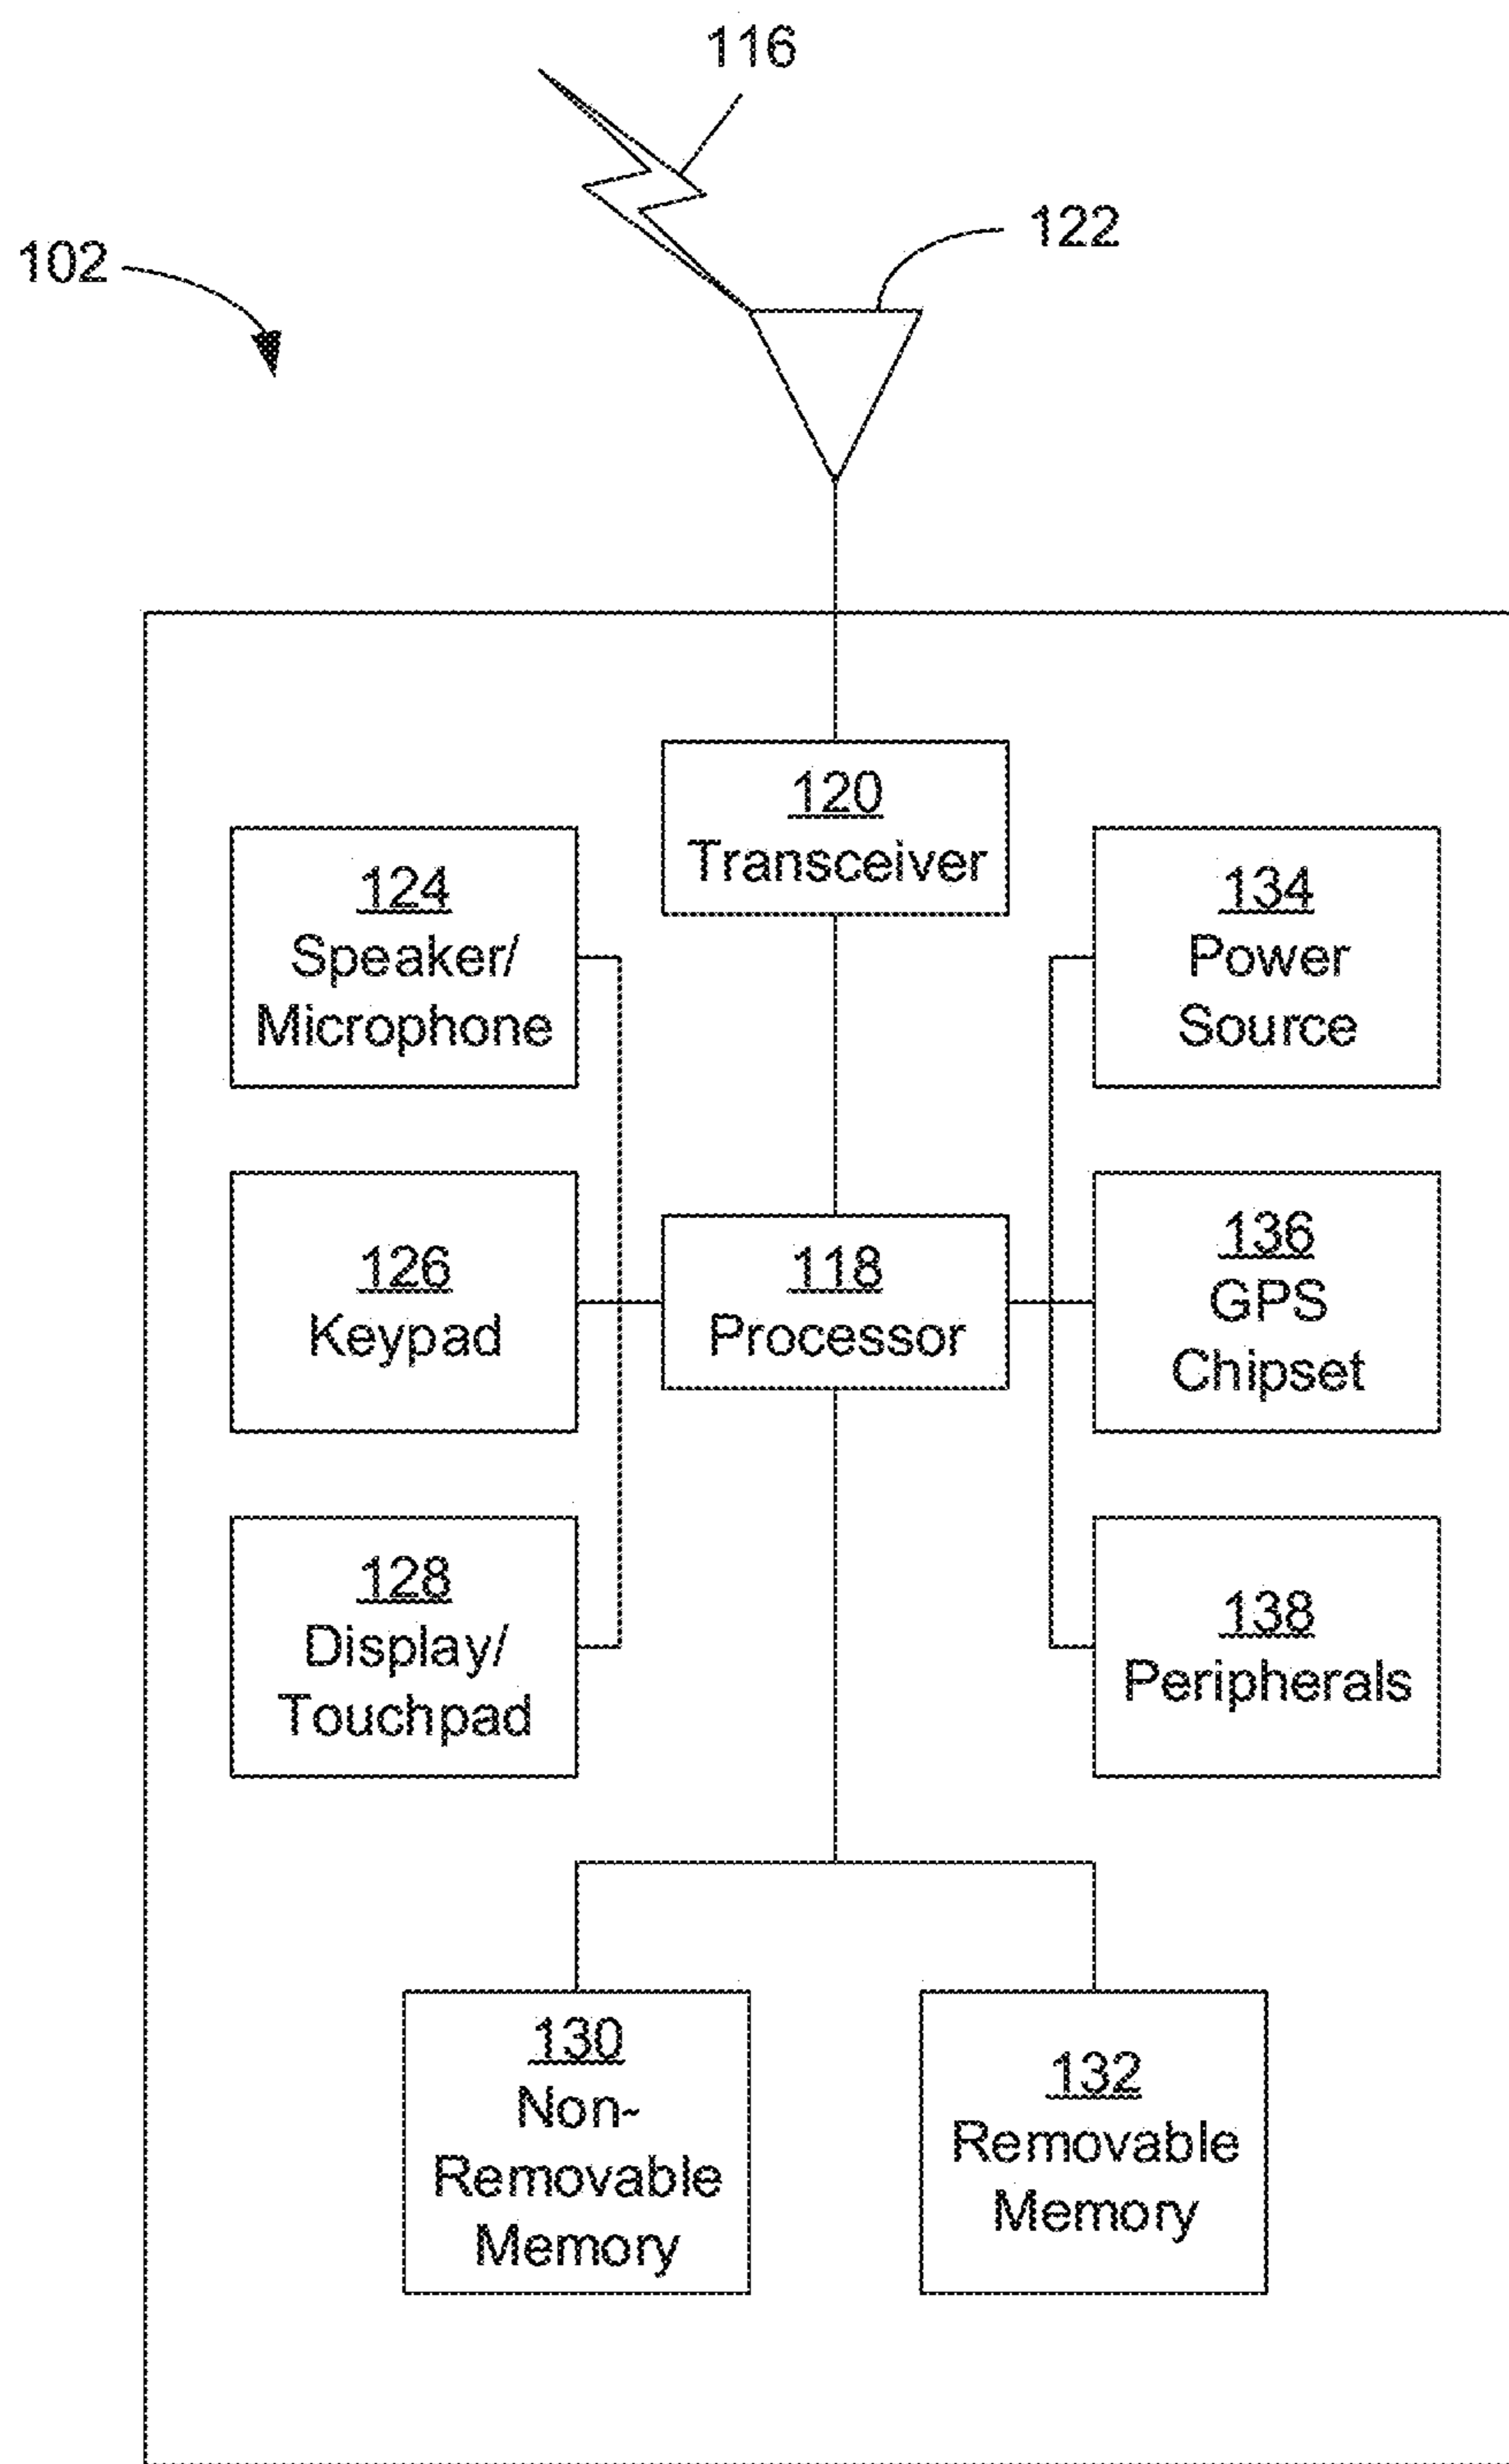 116
122
102
120
Transceiver
124
Speaker/
Microphone
134
Power
Source
126
Keypad
118
Processor
136
GPS
Chipset
128
Display/
Touchpad
138
Peripherals
130
Non-
Removable
Memory
132
Removable
Memory